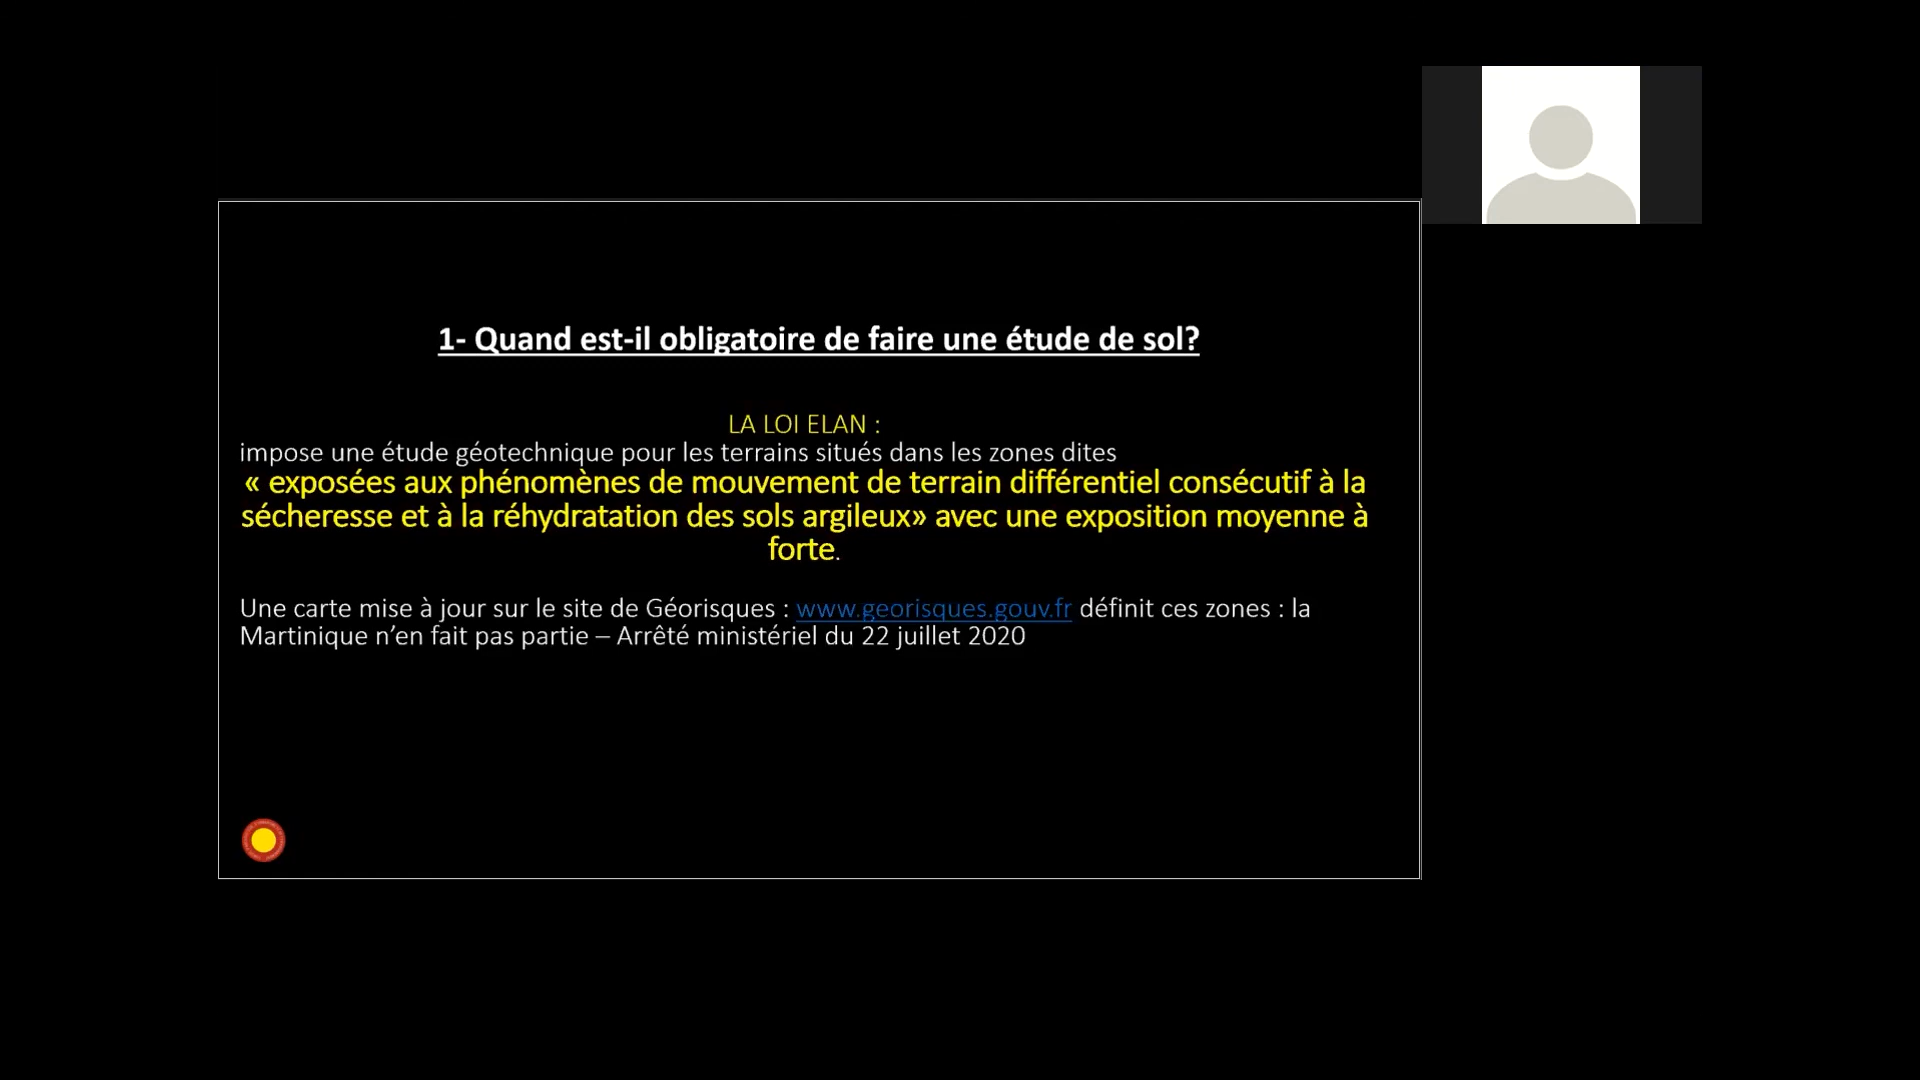 1- Quand est-il obligatoire de faire une étude de sol?
LA LOI ELAN :
impose une étude géotechnique pour les terrains situés dans les zones dites
« exposées aux phénomènes de mouvement de terrain différentiel consécutif à la
sécheresse et à la réhydratation des sols argileux» avec une exposition moyenne à
forte.
Une carte mise à jour sur le site de Géorisques : www.georisques.gouv.fr définit ces zones : la
Martinique n’en fait pas partie – Arrêté ministériel du 22 juillet 2020